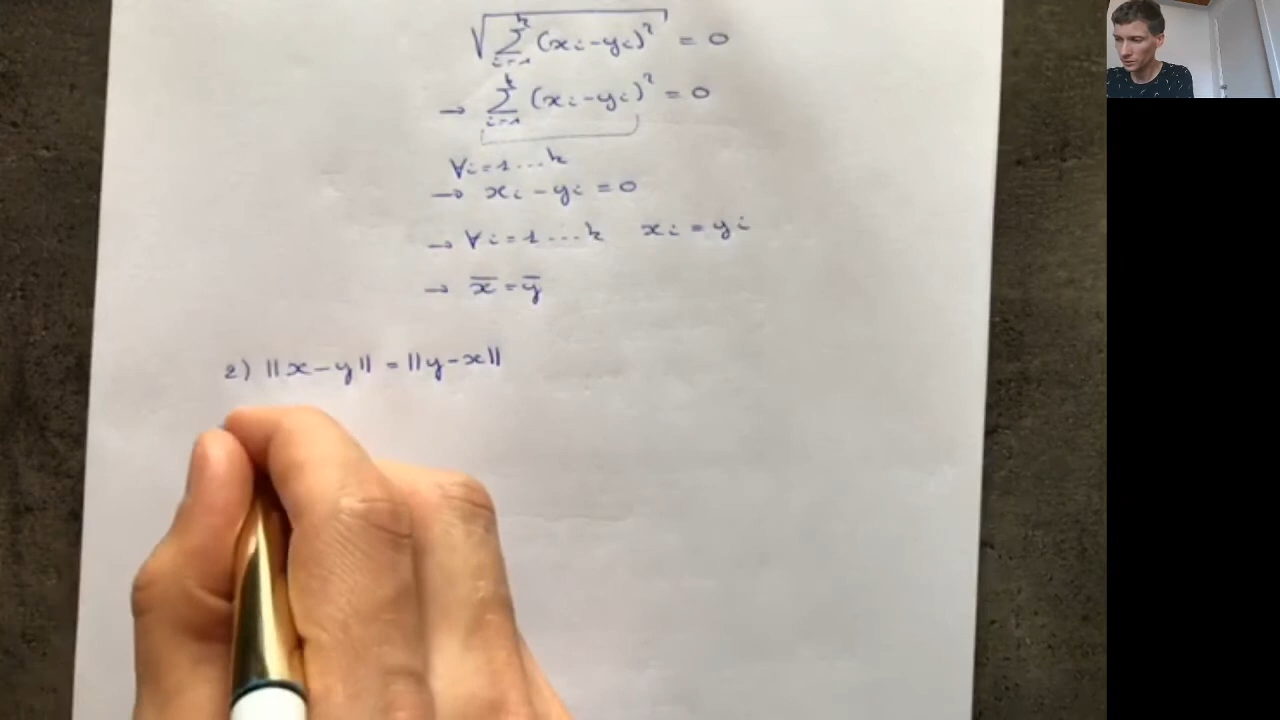 √∑_{i=1}^{k} (xᵢ-yᵢ)² = 0
→ ∑_{i=1}^{k} (xᵢ-yᵢ)² = 0
∀i=1...k
→ xᵢ - yᵢ = 0
→ ∀i=1...k xᵢ = yᵢ
→ x̅ = y̅
2) ||x-y|| = ||y-x||